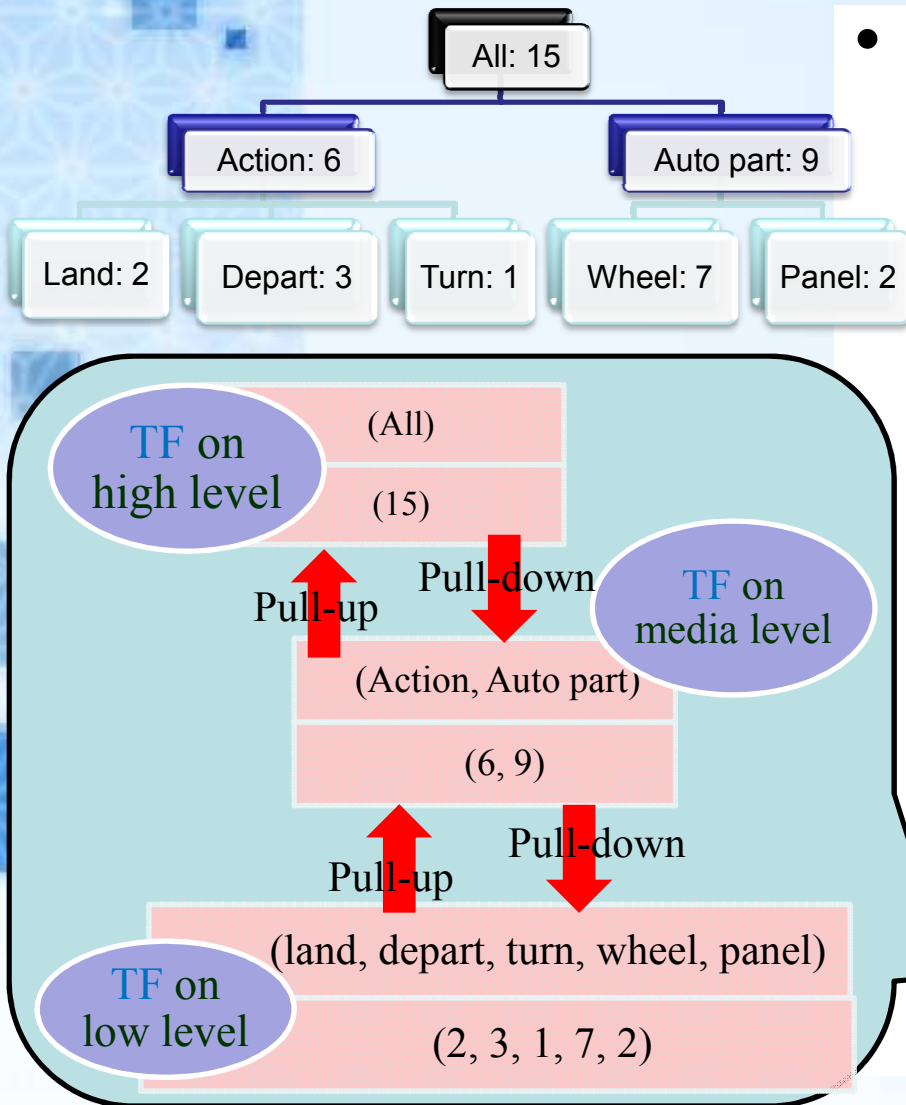 All: 15
•
Action: 6
Auto part: 9
Land: 2
Depart: 3
Turn: 1
Wheel: 7
Panel: 2
TF on
high level
(All)
(15)
Pull-up
Pull-down
TF on
media level
(Action, Auto part)
(6, 9)
Pull-up
Pull-down
TF on
low level
(land, depart, turn, wheel, panel)
(2, 3, 1, 7, 2)